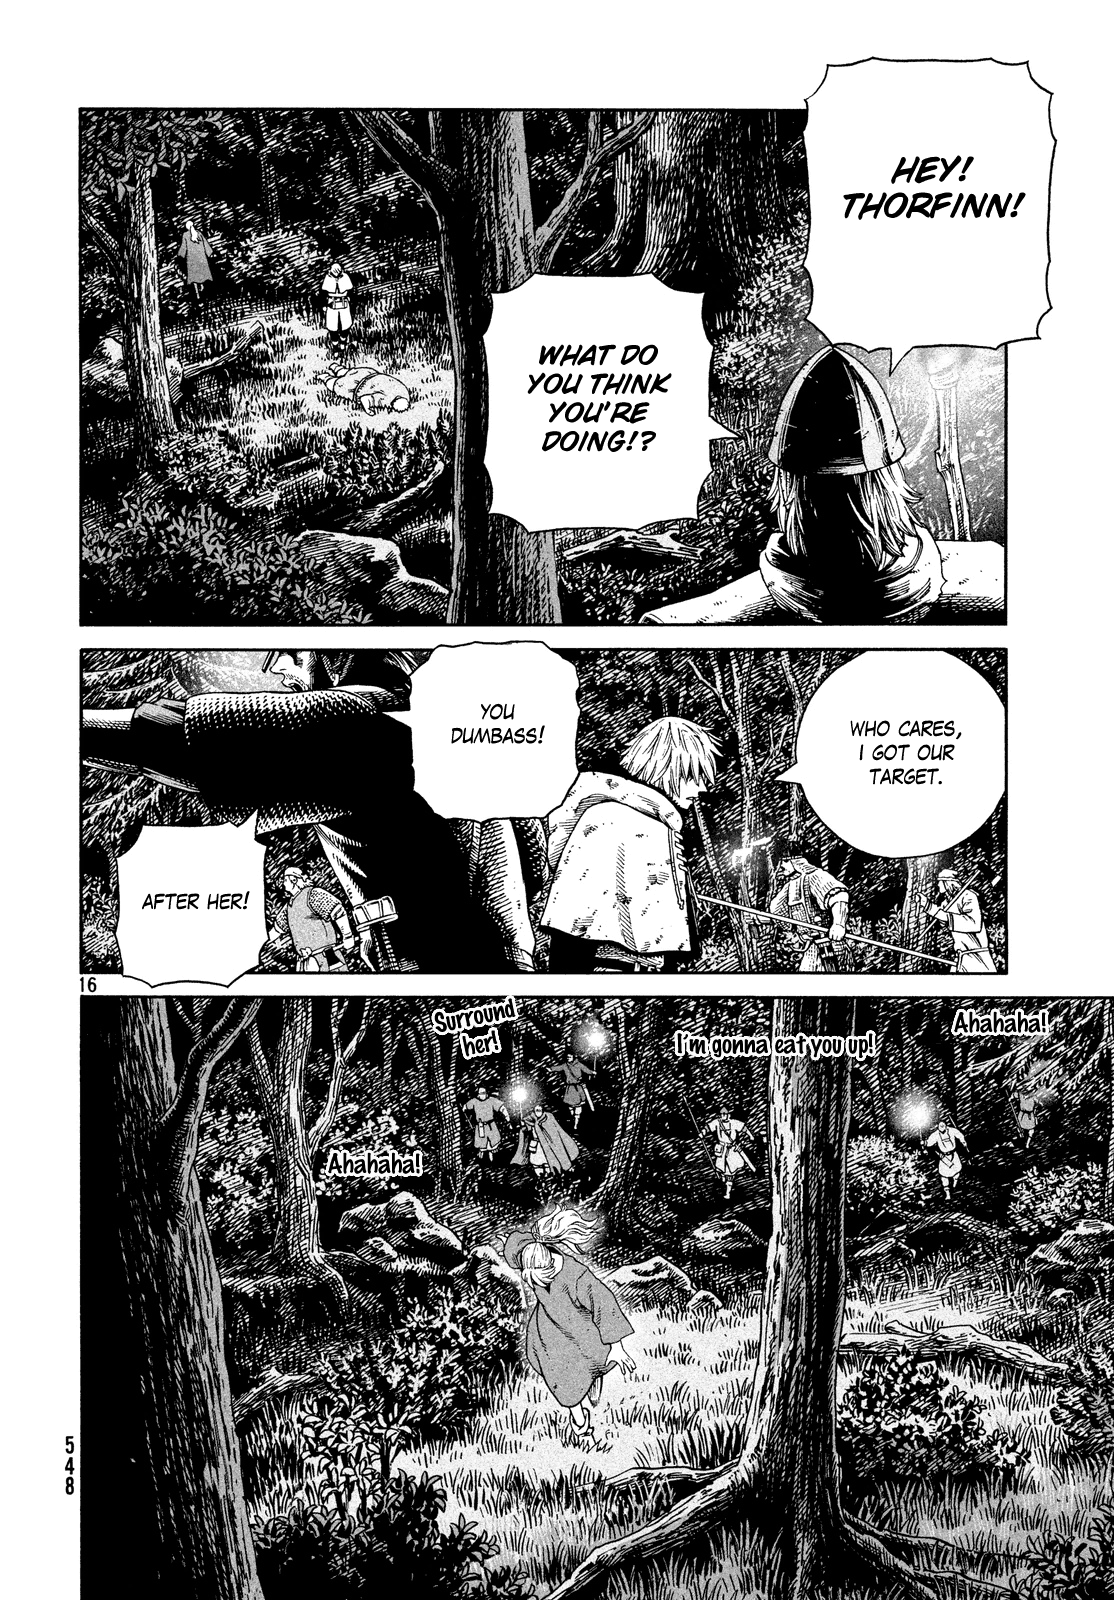 HEY!
THORFINN!
WHAT DO
YOU THINK
YOU'RE
DOING!?
WHO CARES,
I GOT OUR
TARGET.
YOU
DUMBASS!
AFTER HER!
16
Ahahaha!
I'm gonna eat you up!
Surround
her!
Ahahaha!
548